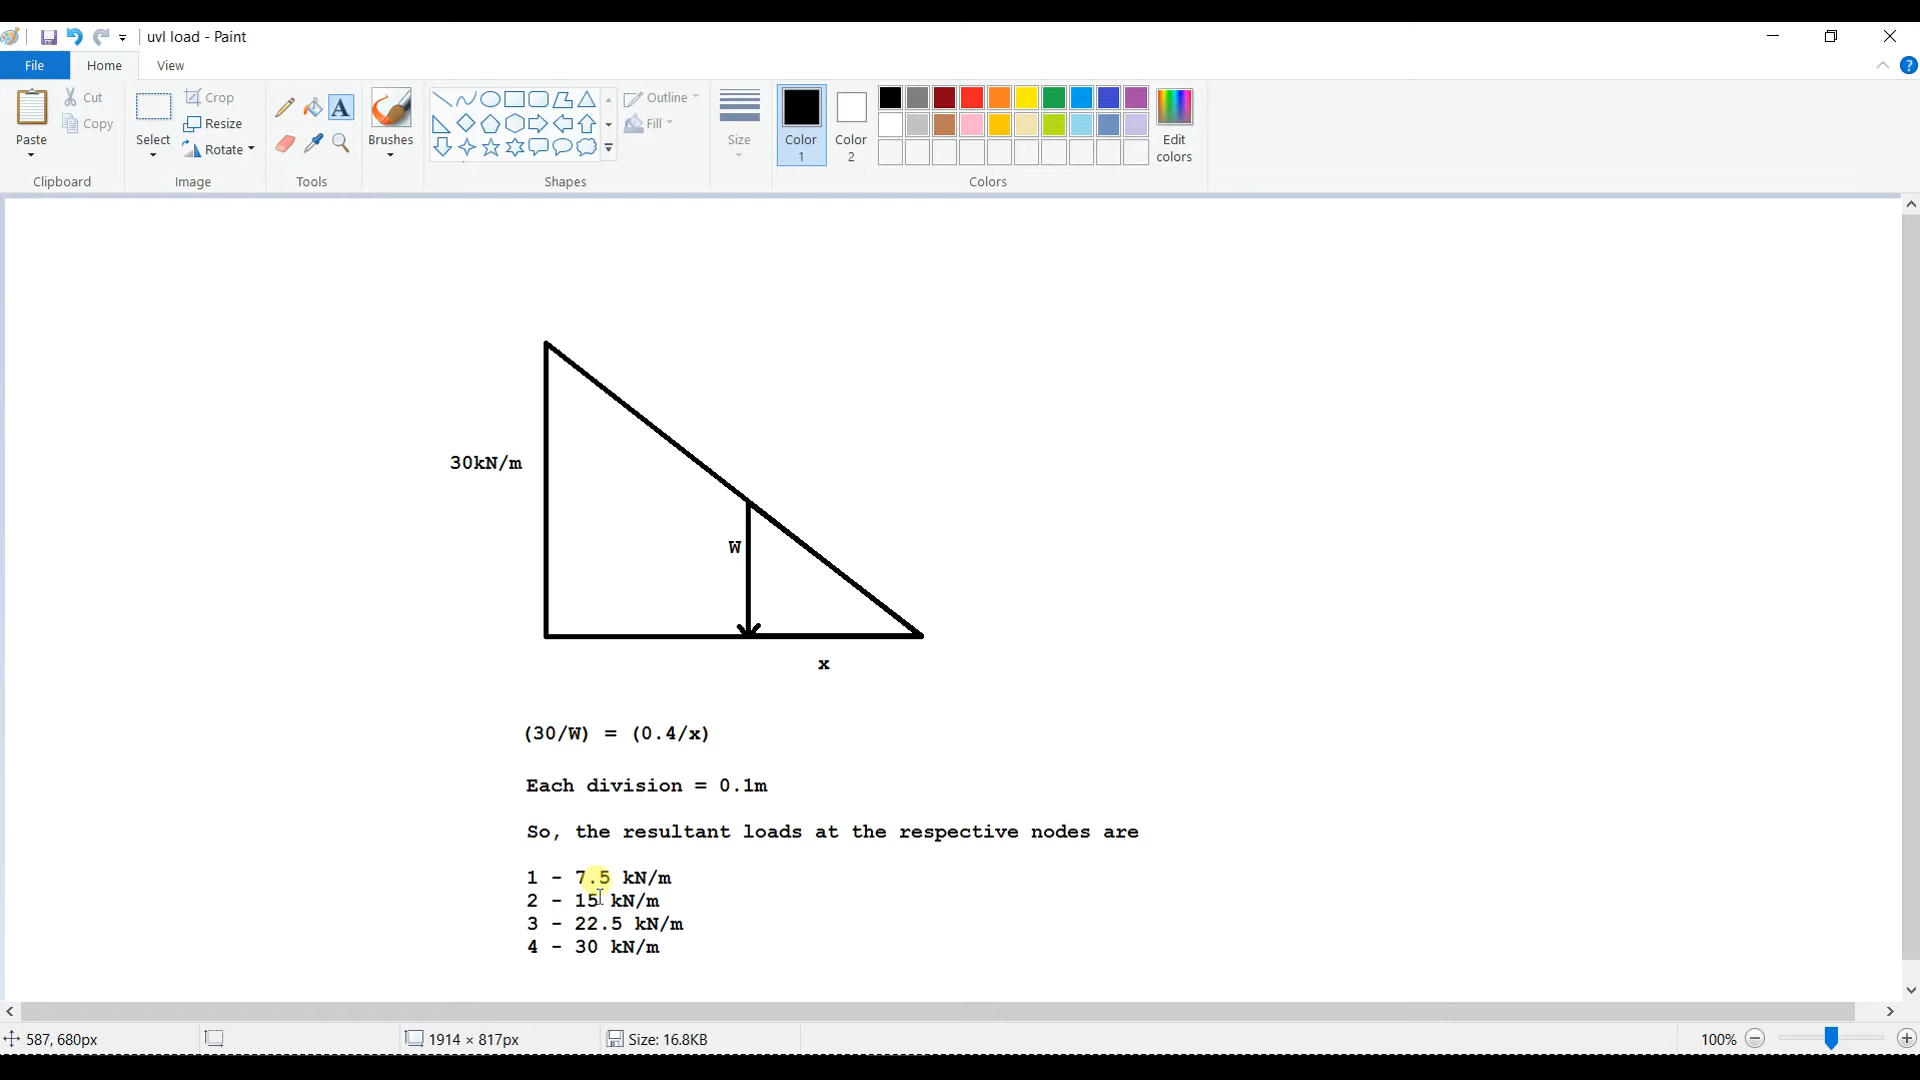 uvl load - Paint
File
Home
View
Paste
Cut
Copy
Clipboard
Select
Crop
Resize
Rotate
Image
A
Tools
Brushes
Shapes
Outline
Fill
Size
Color
1
Color
2
Edit
colors
Colors
?
30kN/m
W
x
(30/W) = (0.4/x)
Each division = 0.1m
So, the resultant loads at the respective nodes are
1 - 7.5 kN/m
2 - 15 kN/m
3 - 22.5 kN/m
4 - 30 kN/m
587, 680px
1914 × 817px
Size: 16.8KB
100%